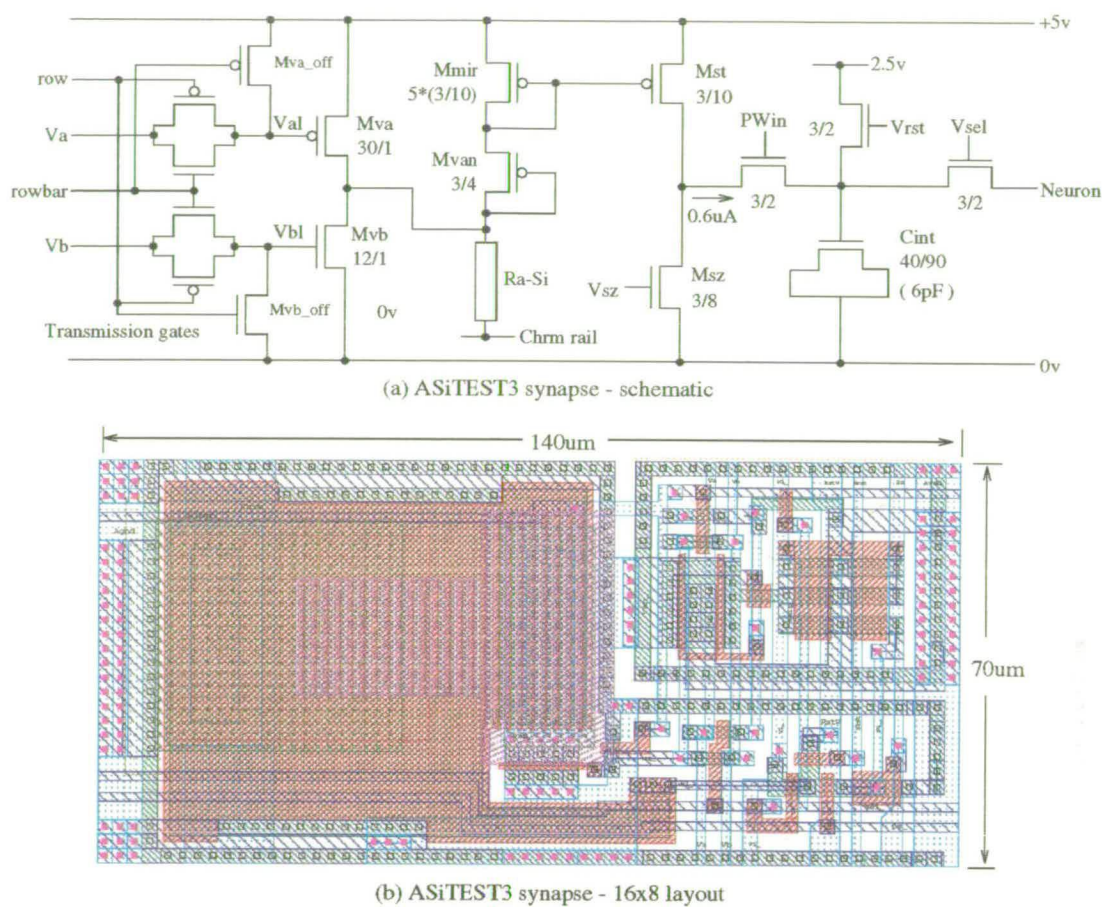 +5v
row
Mva_off
Mmir
5*(3/10)
Mst
3/10
2.5v
Va
Val
Mva
30/1
PWin
3/2
Vrst
Vsel
Mvan
3/4
rowbar
0.6uA
3/2
3/2
Neuron
Vb
Vbl
Mvb
12/1
Ra-Si
Cint
40/90
( 6pF )
Vsz
Msz
3/8
Mvb_off
0v
Transmission gates
Chrm rail
0v
(a) ASiTEST3 synapse - schematic
140um
70um
(b) ASiTEST3 synapse - 16x8 layout